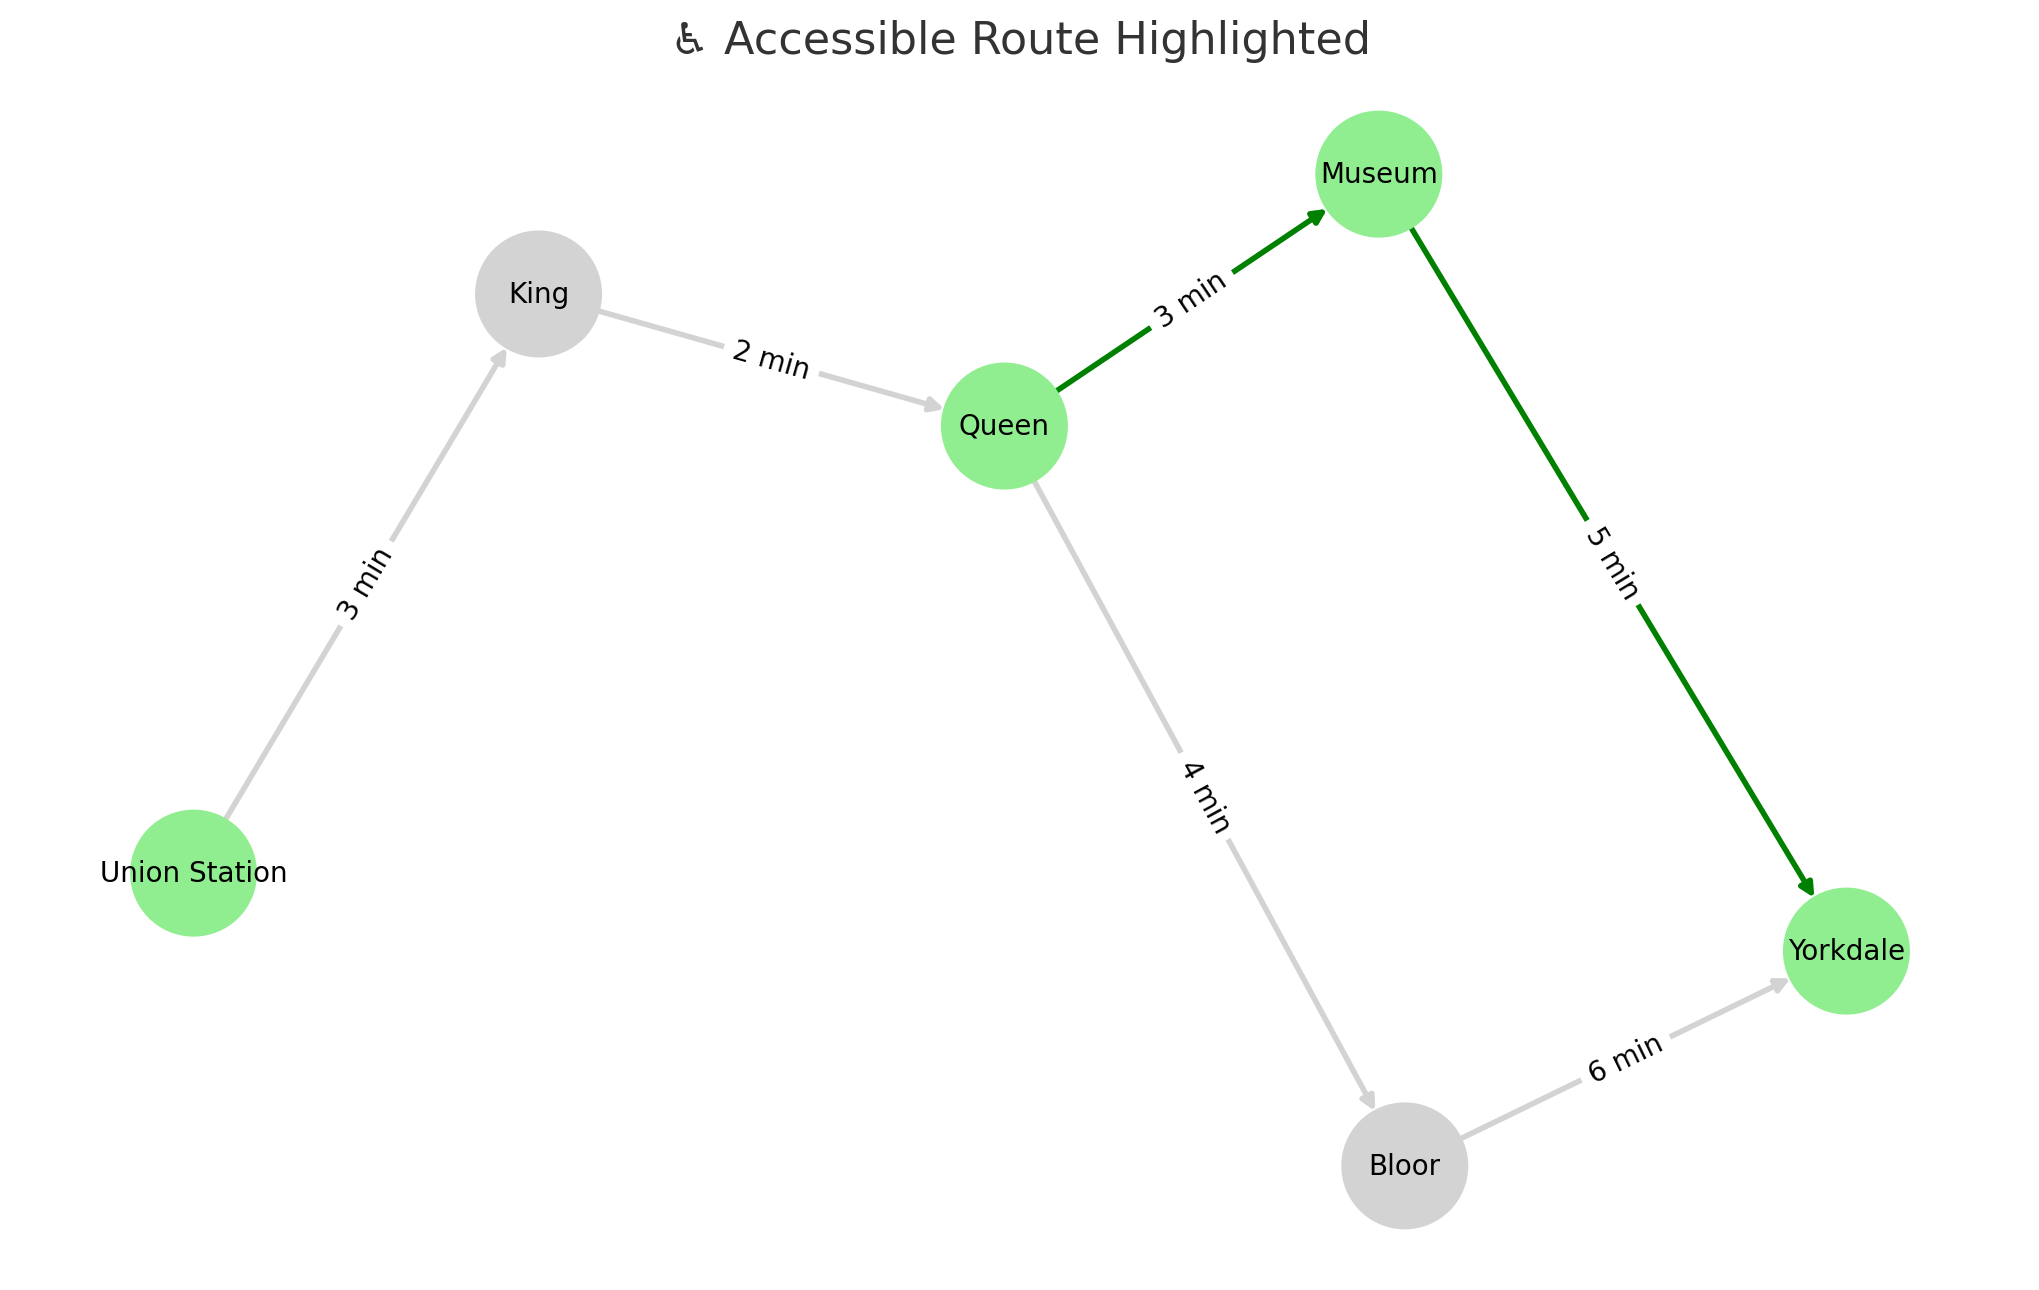 ♿ Accessible Route Highlighted
Museum
King
3 min
2 min
Queen
5 min
3 min
4 min
Union Station
Yorkdale
6 min
Bloor